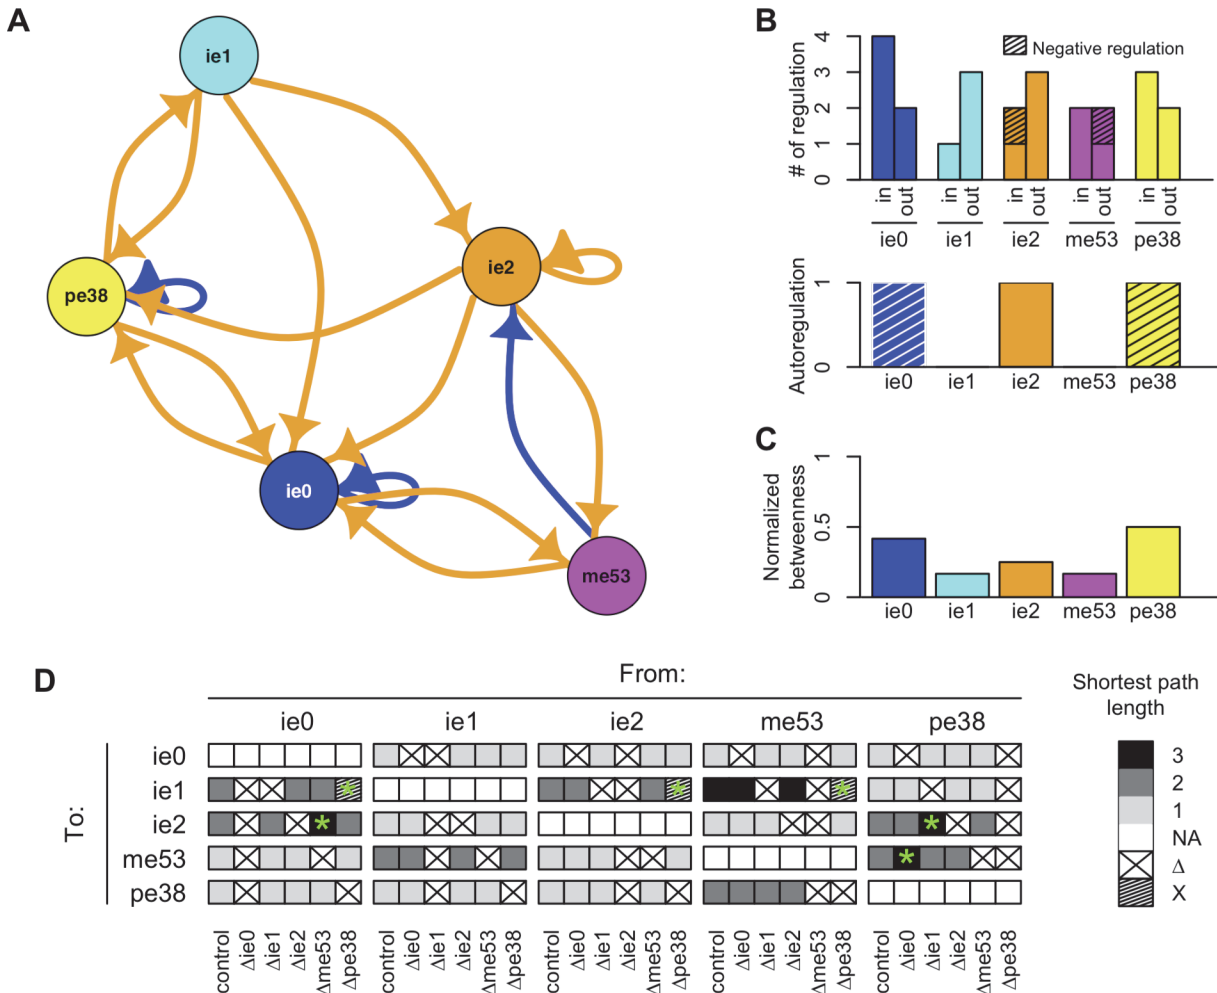 A
ie1
ie2
pe38
ie0
me53
B
Negative regulation
# of regulation
4
3
2
1
0
in out in out in out in out in out
ie0 ie1 ie2 me53 pe38
Autoregulation
1
0
ie0 ie1 ie2 me53 pe38
C
Normalized
betweenness
1
0.5
0
ie0 ie1 ie2 me53 pe38
D
From:
ie0 ie1 ie2 me53 pe38
To:
ie0
ie1 * * *
ie2 * *
me53 *
pe38
control Δie0 Δie1 Δie2 Δme53 Δpe38 control Δie0 Δie1 Δie2 Δme53 Δpe38 control Δie0 Δie1 Δie2 Δme53 Δpe38 control Δie0 Δie1 Δie2 Δme53 Δpe38 control Δie0 Δie1 Δie2 Δme53 Δpe38
Shortest path
length
3
2
1
NA
Δ
X